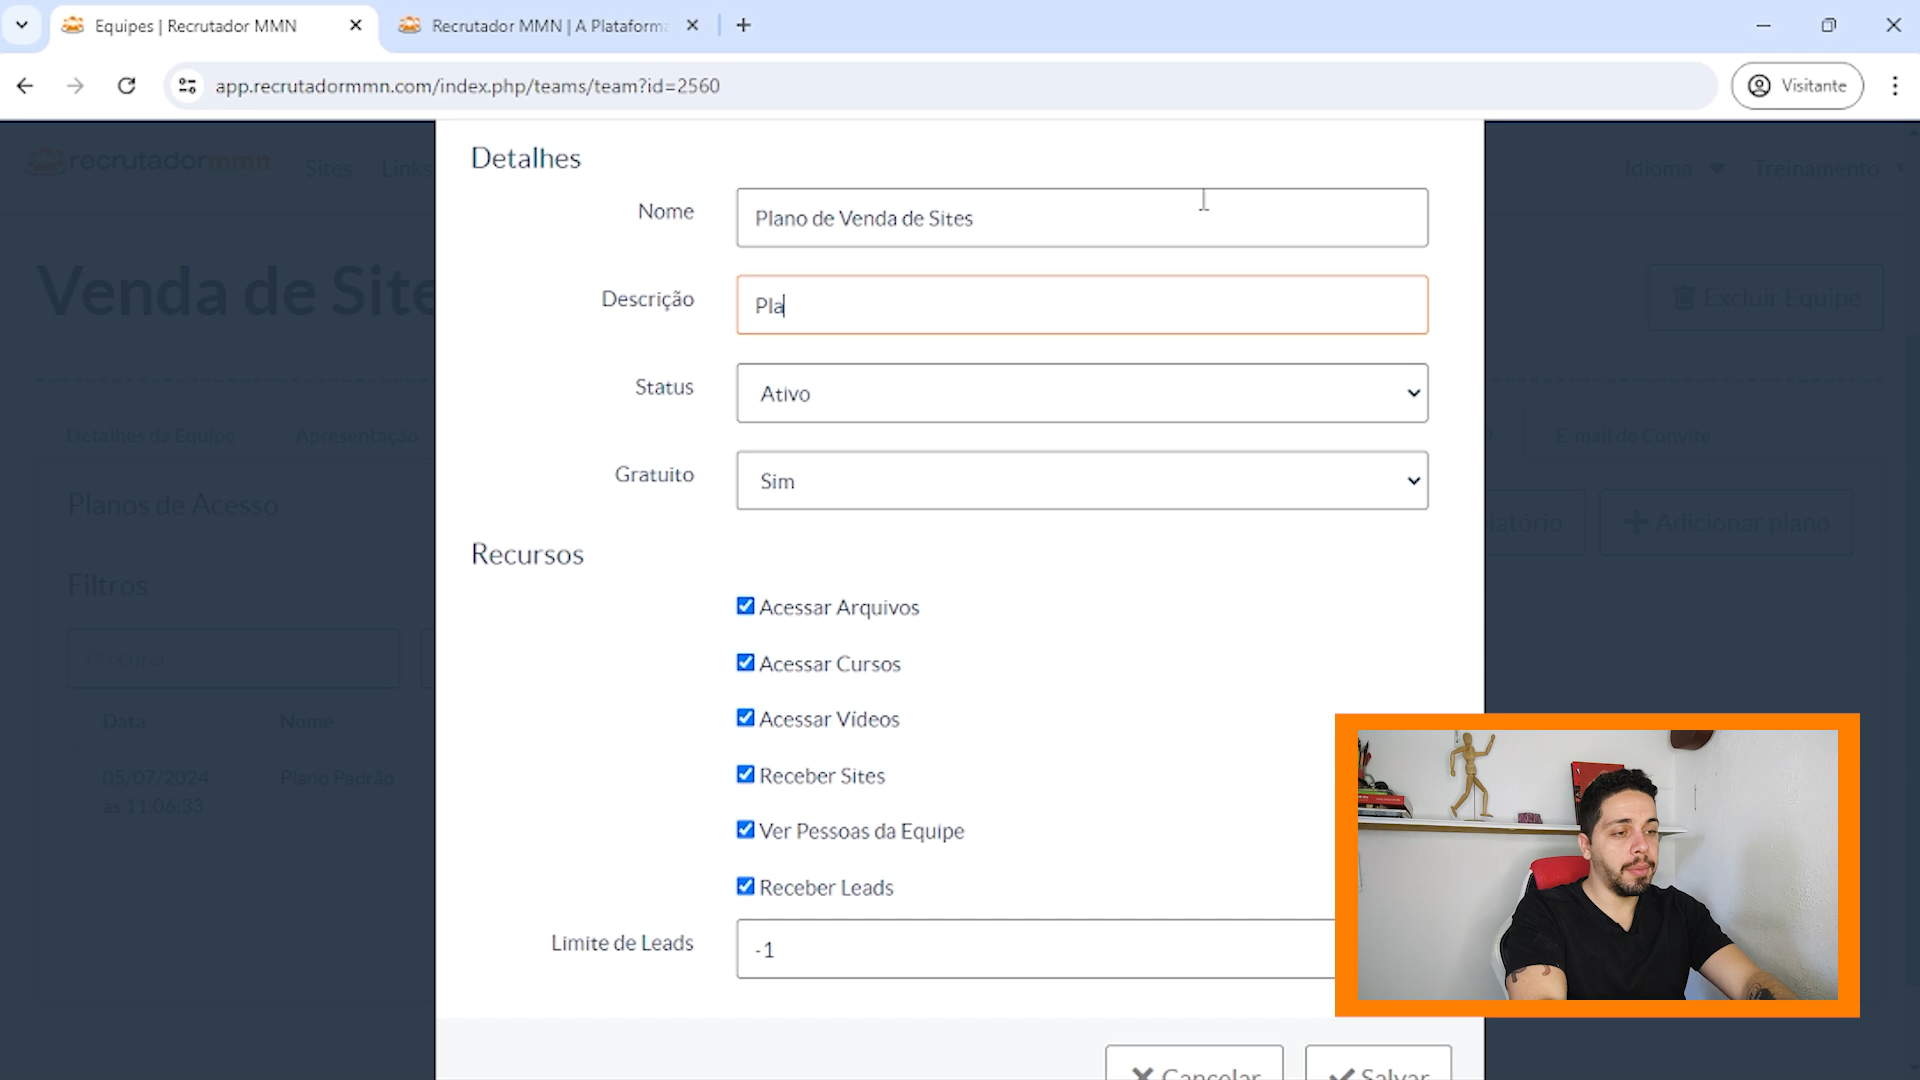 Equipes | Recrutador MMN
Recrutador MMN | A Plataform
app.recrutadormmn.com/index.php/teams/team?id=2560
Visitante
recrutadormmn
Sites
Links
Idioma
Treinamento
Venda de Site
Excluir Equipe
Detalhes da Equipe
Apresentação
E-mail de Convite
Planos de Acesso
latório
Adicionar plano
Filtros
Procurar
Data
Nome
05/07/2024
às 11:06:33
Plano Padrão
Detalhes
Nome
Plano de Venda de Sites
Descrição
Pla
Status
Ativo
Gratuito
Sim
Recursos
Acessar Arquivos
Acessar Cursos
Acessar Vídeos
Receber Sites
Ver Pessoas da Equipe
Receber Leads
Limite de Leads
-1
Cancelar
Salvar